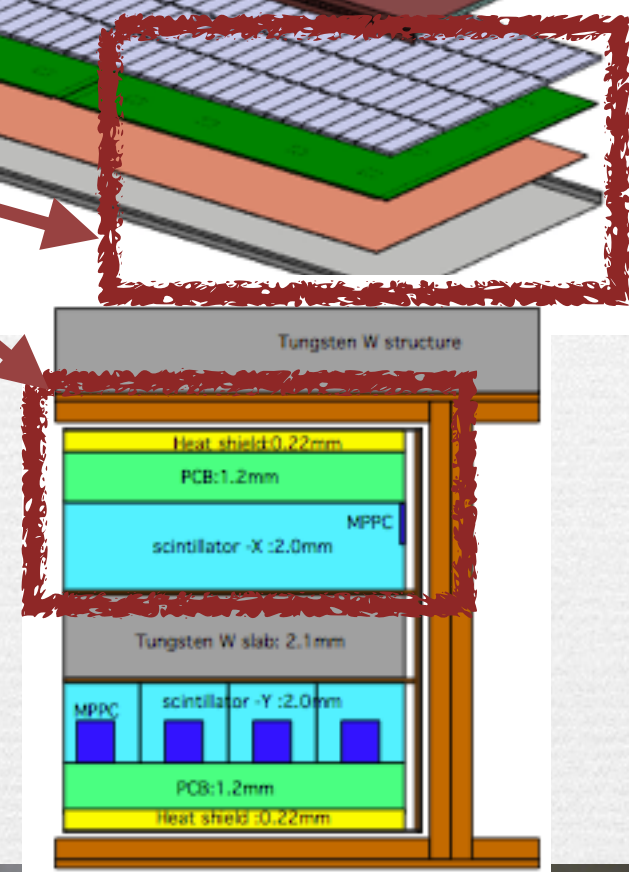 Tungsten W structure
Heat shield:0.22mm
PCB:1.2mm
MPPC
scintillator -X :2.0mm
Tungsten W slab: 2.1mm
scintillator -Y :2.0mm
MPPC
PCB:1.2mm
Heat shield :0.22mm